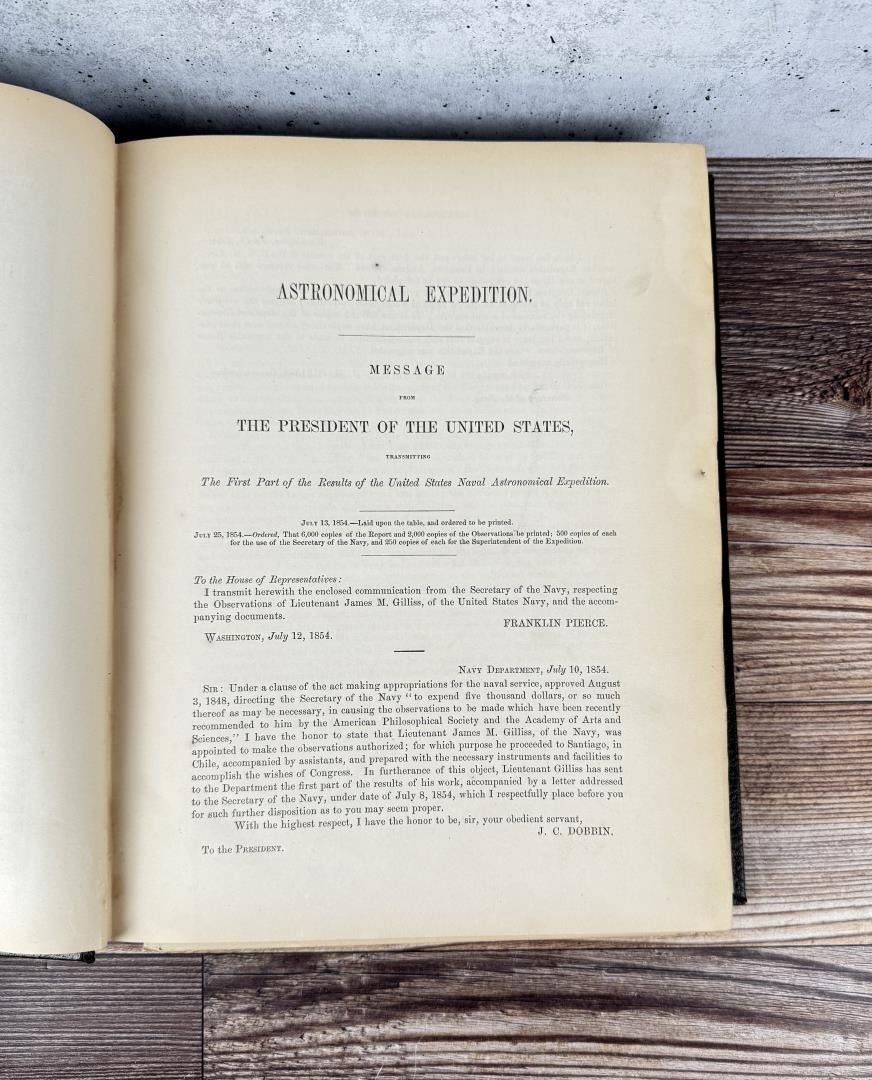 ASTRONOMICAL EXPEDITION.
MESSAGE
FROM
THE PRESIDENT OF THE UNITED STATES,
TRANSMITTING
The First Part of the Results of the United States Naval Astronomical Expedition.
July 13, 1854.—Laid upon the table, and ordered to be printed.
July 25, 1854.—Ordered, That 6,000 copies of the Report and 2,000 copies of the Observations be printed; 500 copies of each
for the use of the Secretary of the Navy, and 250 copies of each for the Superintendent of the Expedition.
To the House of Representatives:
I transmit herewith the enclosed communication from the Secretary of the Navy, respecting
the Observations of Lieutenant James M. Gilliss, of the United States Navy, and the accom-
panying documents.
FRANKLIN PIERCE.
Washington, July 12, 1854.
Navy Department, July 10, 1854.
Sir: Under a clause of the act making appropriations for the naval service, approved August
3, 1848, directing the Secretary of the Navy "to expend five thousand dollars, or so much
thereof as may be necessary, in causing the observations to be made which have been recently
recommended to him by the American Philosophical Society and the Academy of Arts and
Sciences," I have the honor to state that Lieutenant James M. Gilliss, of the Navy, was
appointed to make the observations authorized; for which purpose he proceeded to Santiago, in
Chile, accompanied by assistants, and prepared with the necessary instruments and facilities to
accomplish the wishes of Congress. In furtherance of this object, Lieutenant Gilliss has sent
to the Department the first part of the results of his work, accompanied by a letter addressed
to the Secretary of the Navy, under date of July 8, 1854, which I respectfully place before you
for such further disposition as to you may seem proper.
With the highest respect, I have the honor to be, sir, your obedient servant,
J. C. DOBBIN.
To the President.